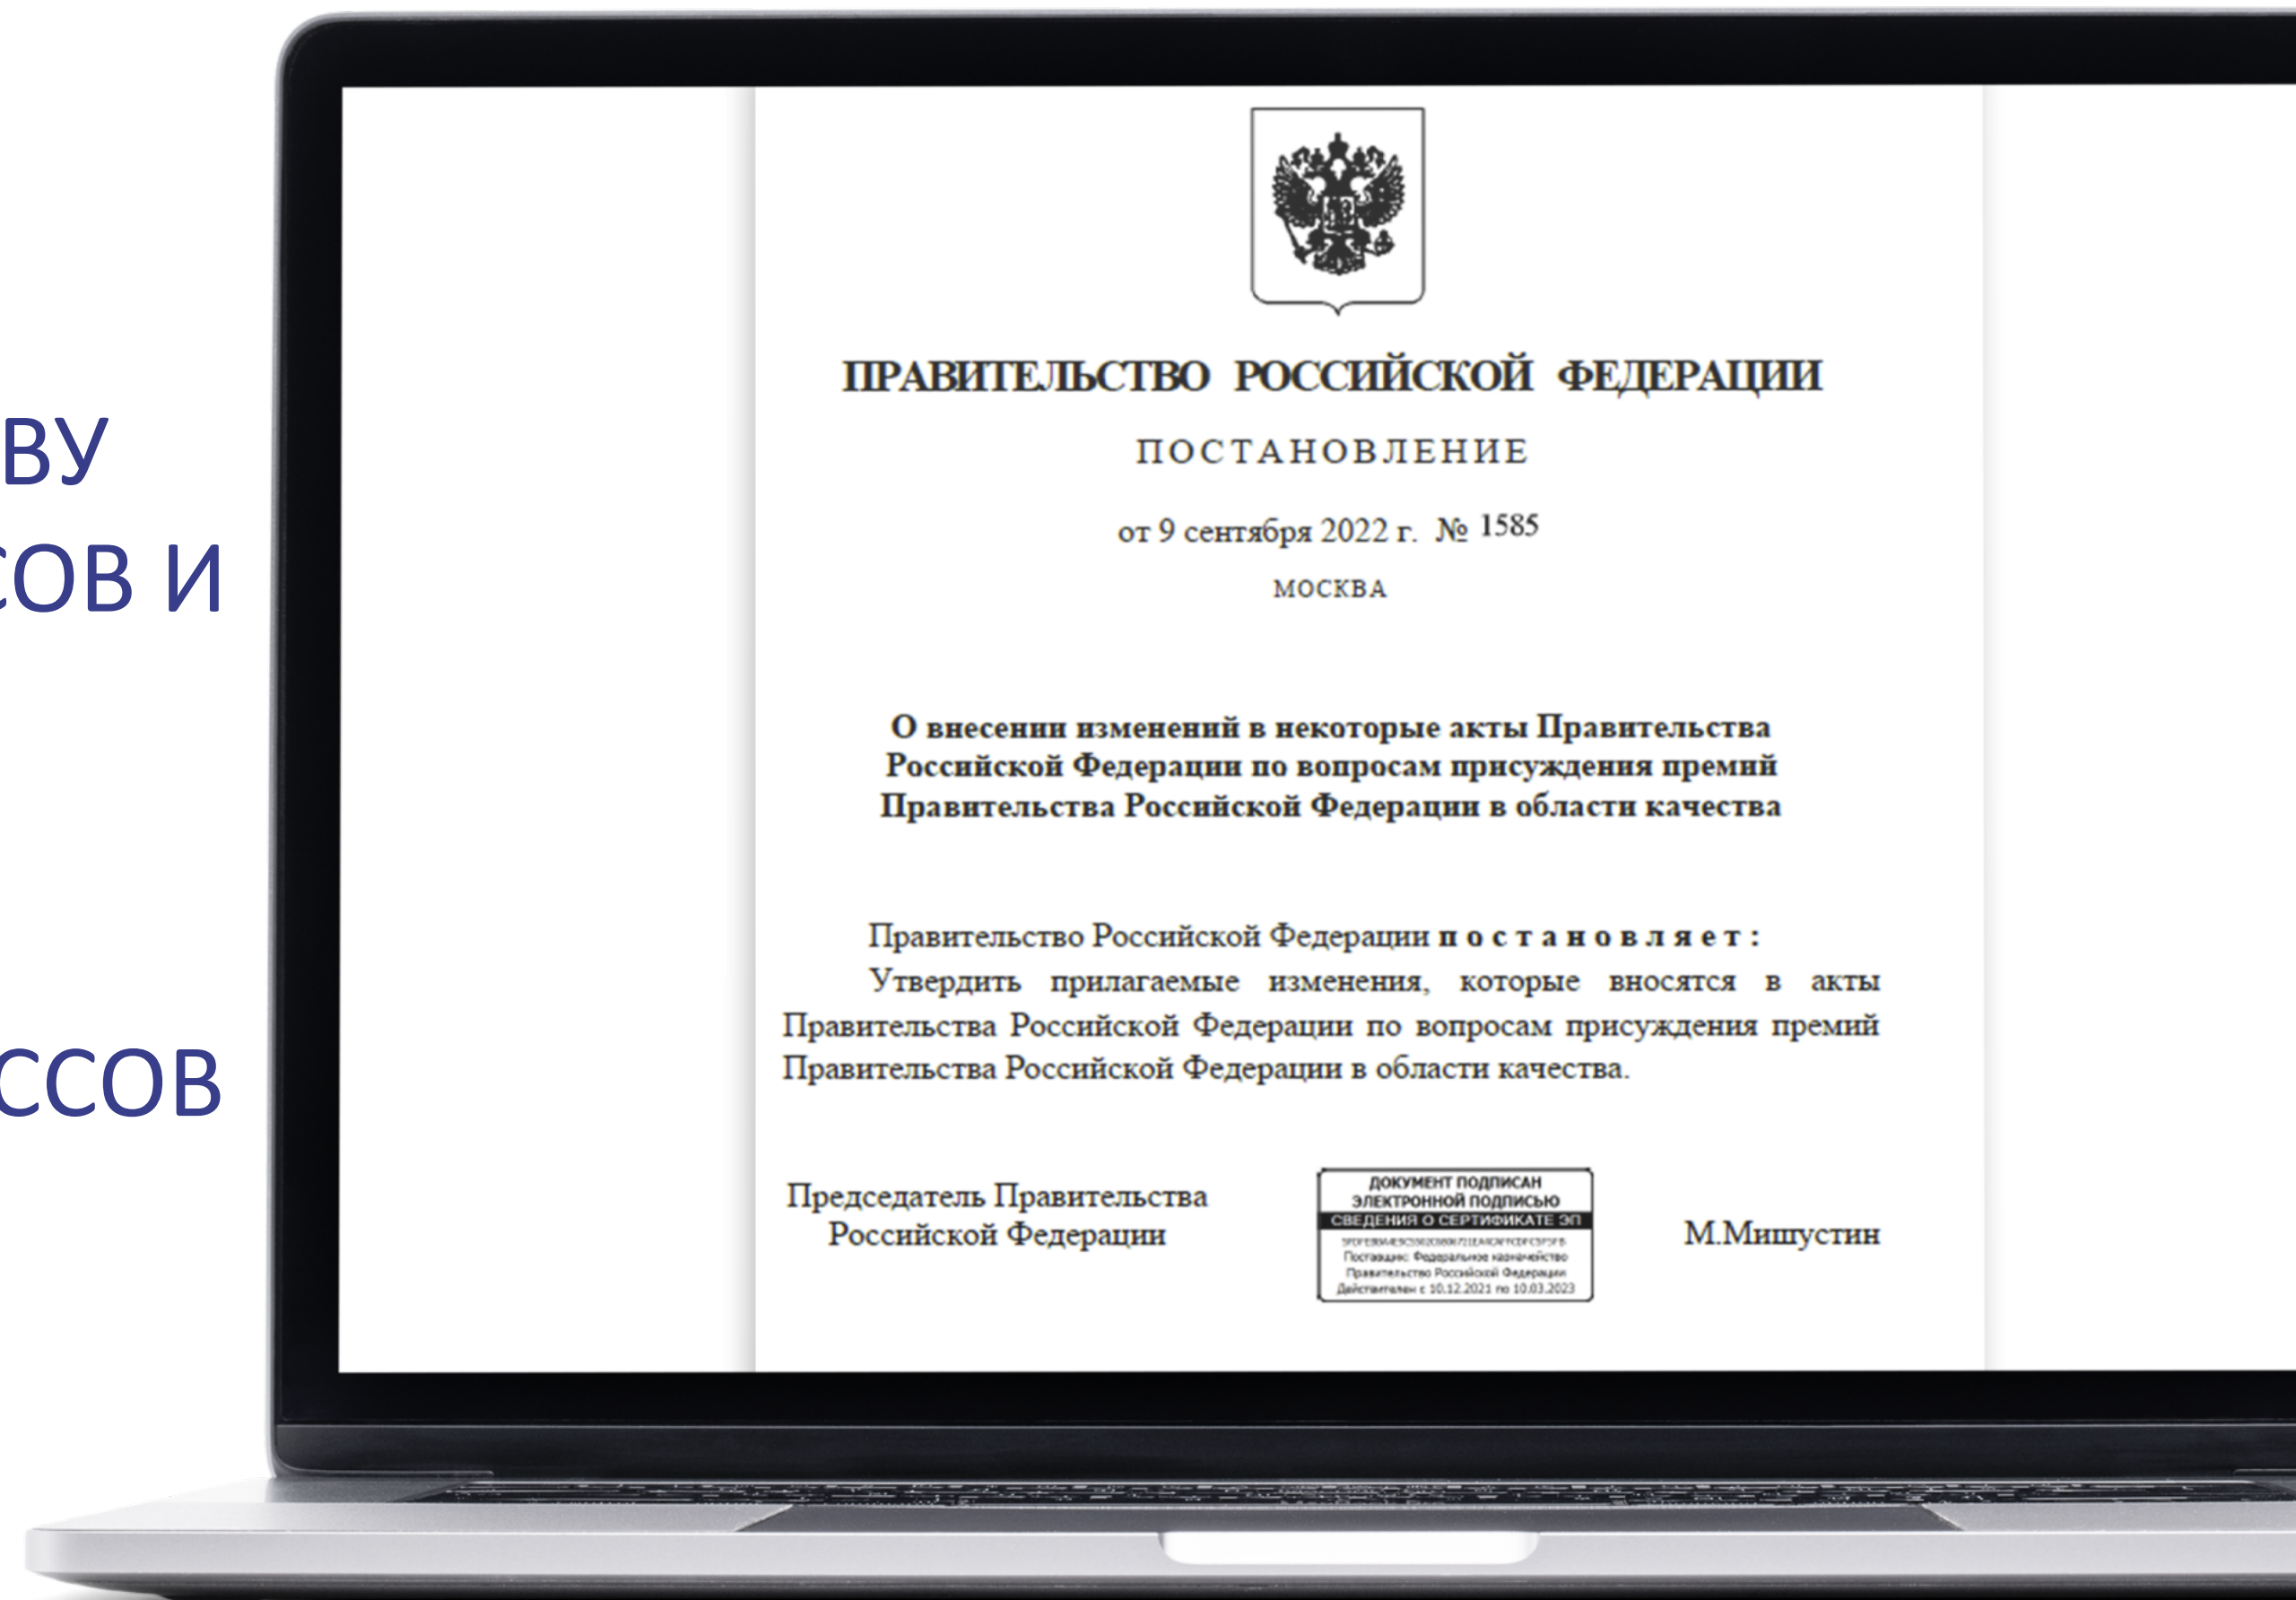 ВУ
СОВ И
ССОВ
ПРАВИТЕЛЬСТВО РОССИЙСКОЙ ФЕДЕРАЦИИ
ПОСТАНОВЛЕНИЕ
от 9 сентября 2022 г. № 1585
МОСКВА
О внесении изменений в некоторые акты Правительства
Российской Федерации по вопросам присуждения премий
Правительства Российской Федерации в области качества
Правительство Российской Федерации постановляет:
Утвердить прилагаемые изменения, которые вносятся в акты
Правительства Российской Федерации по вопросам присуждения премий
Правительства Российской Федерации в области качества.
Председатель Правительства
Российской Федерации
ДОКУМЕНТ ПОДПИСАН
ЭЛЕКТРОННОЙ ПОДПИСЬЮ
СВЕДЕНИЯ О СЕРТИФИКАТЕ ЭП
Поставщик: Федеральное казначейство
Правительство Российской Федерации
Действителен с 10.12.2021 по 10.03.2023
М.Мишустин